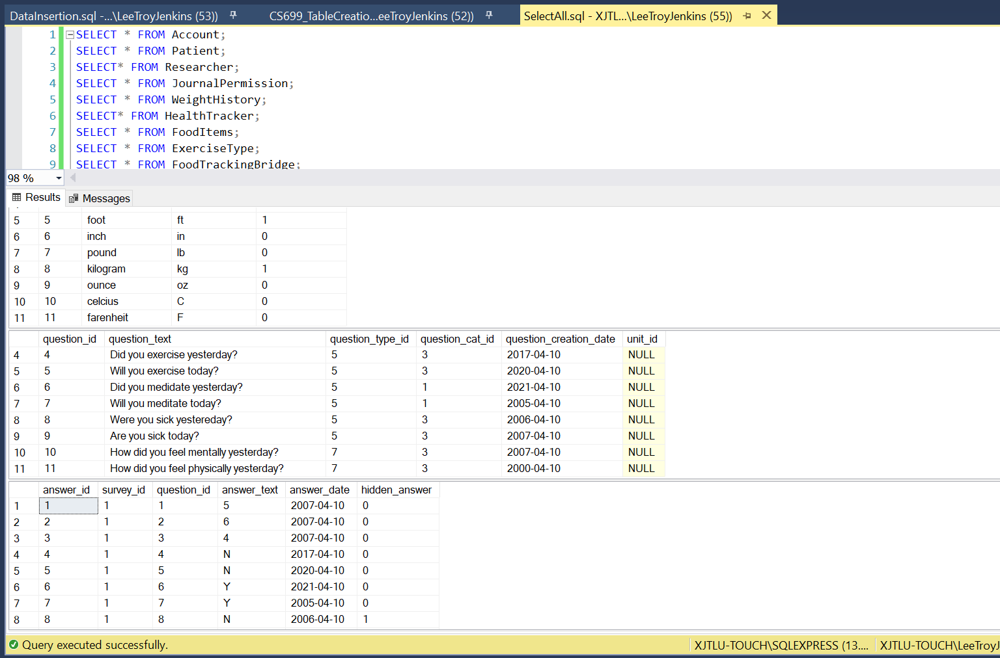 DataInsertion.sql -...\LeeTroyJenkins (53))
CS699_TableCreatio...eeTroyJenkins (52))
SelectAll.sql - XJTL...\LeeTroyJenkins (55))
1 SELECT * FROM Account;
2 SELECT * FROM Patient;
3 SELECT* FROM Researcher;
4 SELECT * FROM JournalPermission;
5 SELECT * FROM WeightHistory;
6 SELECT* FROM HealthTracker;
7 SELECT * FROM FoodItems;
8 SELECT * FROM ExerciseType;
9 SELECT * FROM FoodTrackingBridge;
98 %
Results Messages
5 5 foot ft 1
6 6 inch in 0
7 7 pound lb 0
8 8 kilogram kg 1
9 9 ounce oz 0
10 10 celcius C 0
11 11 farenheit F 0
question_id question_text question_type_id question_cat_id question_creation_date unit_id
4 4 Did you exercise yesterday? 5 3 2017-04-10 NULL
5 5 Will you exercise today? 5 3 2020-04-10 NULL
6 6 Did you medidate yesterday? 5 1 2021-04-10 NULL
7 7 Will you meditate today? 5 1 2005-04-10 NULL
8 8 Were you sick yestereday? 5 3 2006-04-10 NULL
9 9 Are you sick today? 5 3 2007-04-10 NULL
10 10 How did you feel mentally yesterday? 7 3 2007-04-10 NULL
11 11 How did you feel physically yesterday? 7 3 2000-04-10 NULL
answer_id survey_id question_id answer_text answer_date hidden_answer
1 1 1 1 5 2007-04-10 0
2 2 1 2 6 2007-04-10 0
3 3 1 3 4 2007-04-10 0
4 4 1 4 N 2017-04-10 0
5 5 1 5 N 2020-04-10 0
6 6 1 6 Y 2021-04-10 0
7 7 1 7 Y 2005-04-10 0
8 8 1 8 N 2006-04-10 1
Query executed successfully.
XJTLU-TOUCH\SQLEXPRESS (13....
XJTLU-TOUCH\LeeTroyJ